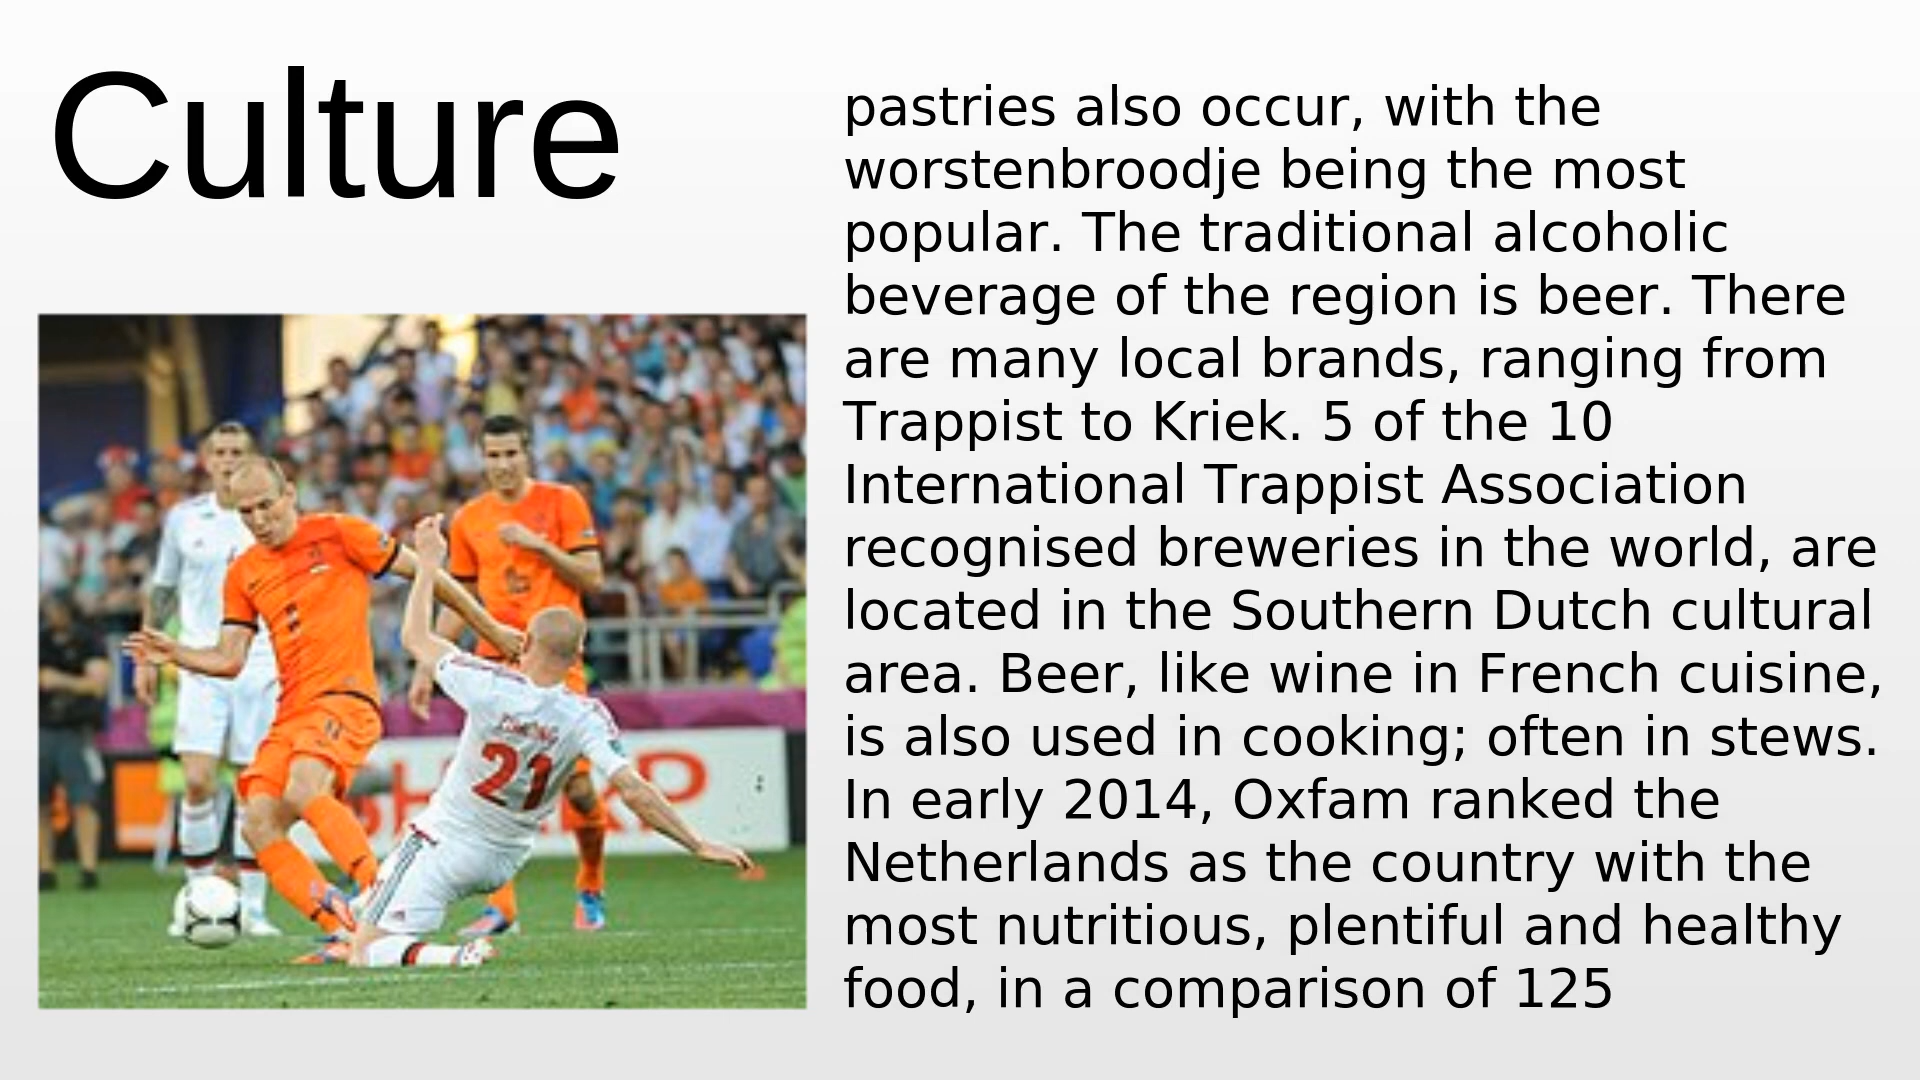 Culture
pastries also occur, with the
worstenbroodje being the most
popular. The traditional alcoholic
beverage of the region is beer. There
are many local brands, ranging from
Trappist to Kriek. 5 of the 10
International Trappist Association
recognised breweries in the world, are
located in the Southern Dutch cultural
area. Beer, like wine in French cuisine,
is also used in cooking; often in stews.
In early 2014, Oxfam ranked the
Netherlands as the country with the
most nutritious, plentiful and healthy
food, in a comparison of 125
21